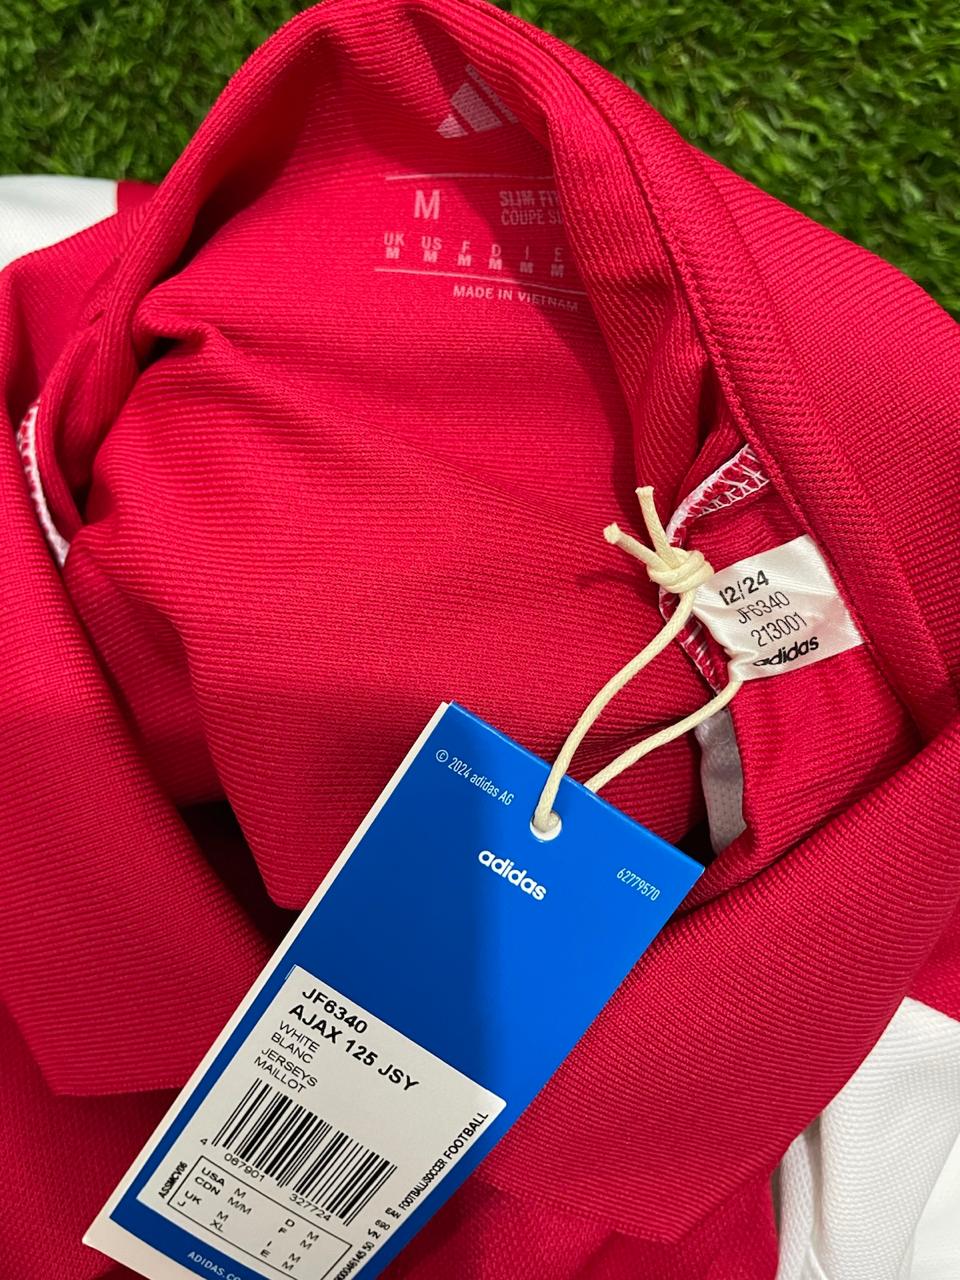 M
SLIM FIT
COUPE
UK US F D I E
M M M M M M
MADE IN VIETNAM
12/24
JF6340
213001
adidas
© 2024 adidas AG
adidas
62779570
JF6340
AJAX 125 JSY
WHITE
BLANC
JERSEYS
MAILLOT
4 067901 327724
EAN
FOOTBALL/SOCCER FOOTBALL
USA M
CDN M/M
UK M
J XL
D M
F M
I M
E M